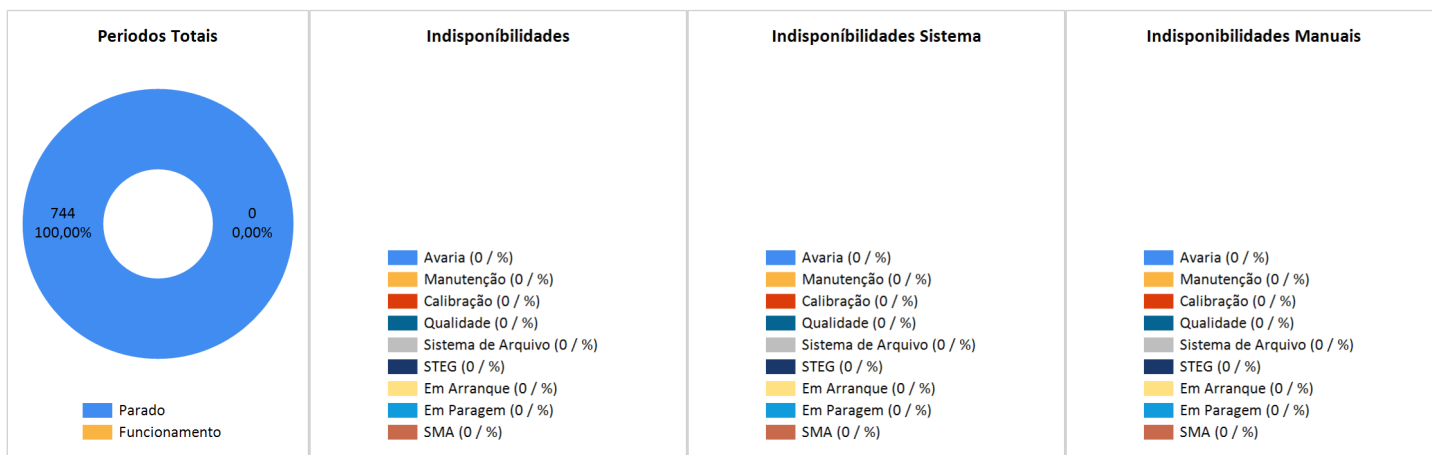 Periodos Totais
744
100,00%
0
0,00%
Parado
Funcionamento
Indisponíbilidades
Avaria (0 / %)
Manutenção (0 / %)
Calibração (0 / %)
Qualidade (0 / %)
Sistema de Arquivo (0 / %)
STEG (0 / %)
Em Arranque (0 / %)
Em Paragem (0 / %)
SMA (0 / %)
Indisponíbilidades Sistema
Avaria (0 / %)
Manutenção (0 / %)
Calibração (0 / %)
Qualidade (0 / %)
Sistema de Arquivo (0 / %)
STEG (0 / %)
Em Arranque (0 / %)
Em Paragem (0 / %)
SMA (0 / %)
Indisponibilidades Manuais
Avaria (0 / %)
Manutenção (0 / %)
Calibração (0 / %)
Qualidade (0 / %)
Sistema de Arquivo (0 / %)
STEG (0 / %)
Em Arranque (0 / %)
Em Paragem (0 / %)
SMA (0 / %)